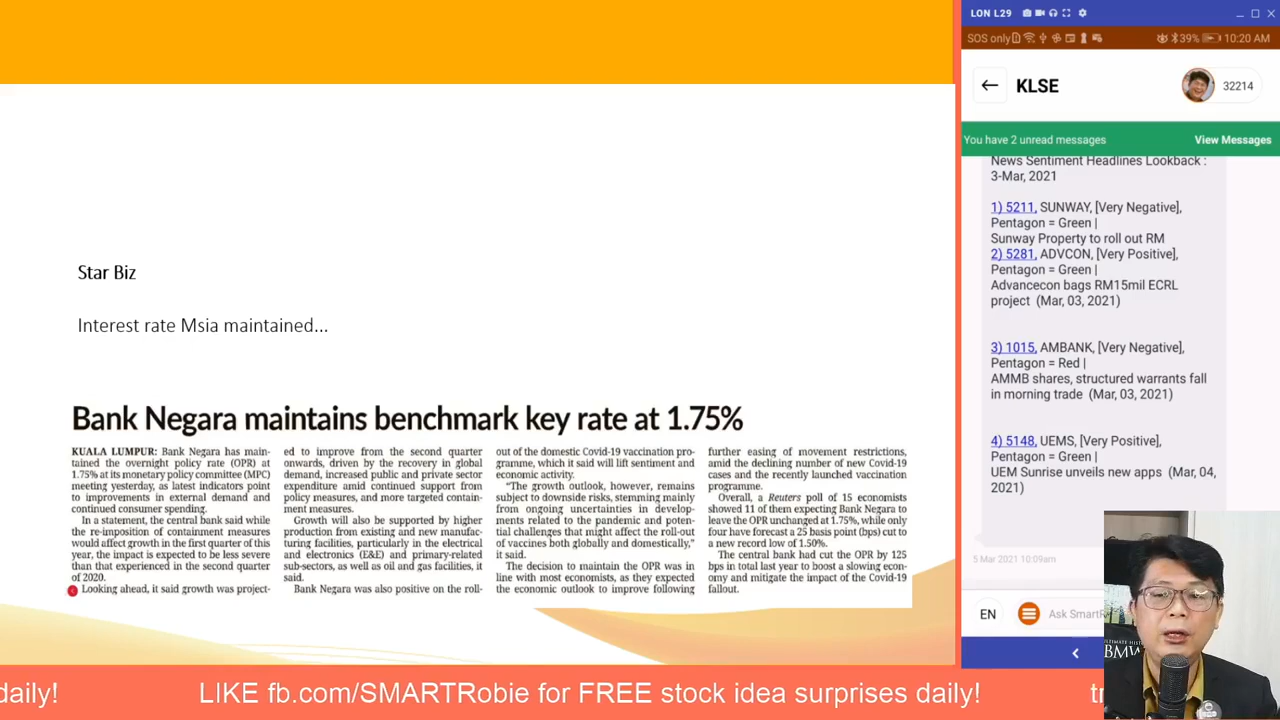 Star Biz
Interest rate Msia maintained...
Bank Negara maintains benchmark key rate at 1.75%
KUALA LUMPUR: Bank Negara has main-
tained the overnight policy rate (OPR) at
1.75% at its monetary policy committee (MPC)
meeting yesterday, as latest indicators point
to improvements in external demand and
continued consumer spending.
In a statement, the central bank said while
the re-imposition of containment measures
would affect growth in the first quarter of this
year, the impact is expected to be less severe
than that experienced in the second quarter
of 2020.
Looking ahead, it said growth was project-
ed to improve from the second quarter
onwards, driven by the recovery in global
demand, increased public and private sector
expenditure amid continued support from
policy measures, and more targeted contain-
ment measures.
Growth will also be supported by higher
production from existing and new manufac-
turing facilities, particularly in the electrical
and electronics (E&E) and primary-related
sub-sectors, as well as oil and gas facilities, it
said.
Bank Negara was also positive on the roll-
out of the domestic Covid-19 vaccination pro-
gramme, which it said will lift sentiment and
economic activity.
"The growth outlook, however, remains
subject to downside risks, stemming mainly
from ongoing uncertainties in develop-
ments related to the pandemic and poten-
tial challenges that might affect the roll-out
of vaccines both globally and domestically,"
it said.
The decision to maintain the OPR was in
line with most economists, as they expected
the economic outlook to improve following
further easing of movement restrictions,
amid the declining number of new Covid-19
cases and the recently launched vaccination
programme.
Overall, a Reuters poll of 15 economists
showed 11 of them expecting Bank Negara to
leave the OPR unchanged at 1.75%, while only
four have forecast a 25 basis point (bps) cut to
a new record low of 1.50%.
The central bank had cut the OPR by 125
bps in total last year to boost a slowing econ-
omy and mitigate the impact of the Covid-19
fallout.
LON L29
SOS only
39%
10:20 AM
KLSE
32214
You have 2 unread messages
View Messages
News Sentiment Headlines Lookback :
3-Mar, 2021
1) 5211, SUNWAY, [Very Negative],
Pentagon = Green |
Sunway Property to roll out RM
2) 5281, ADVCON, [Very Positive],
Pentagon = Green |
Advancecon bags RM15mil ECRL
project (Mar, 03, 2021)
3) 1015, AMBANK, [Very Negative],
Pentagon = Red |
AMMB shares, structured warrants fall
in morning trade (Mar, 03, 2021)
4) 5148, UEMS, [Very Positive],
Pentagon = Green |
UEM Sunrise unveils new apps (Mar, 04,
2021)
5 Mar 2021 10:09am
EN
Ask SmartR
BMW
daily!
LIKE fb.com/SMARTRobie for FREE stock idea surprises daily!